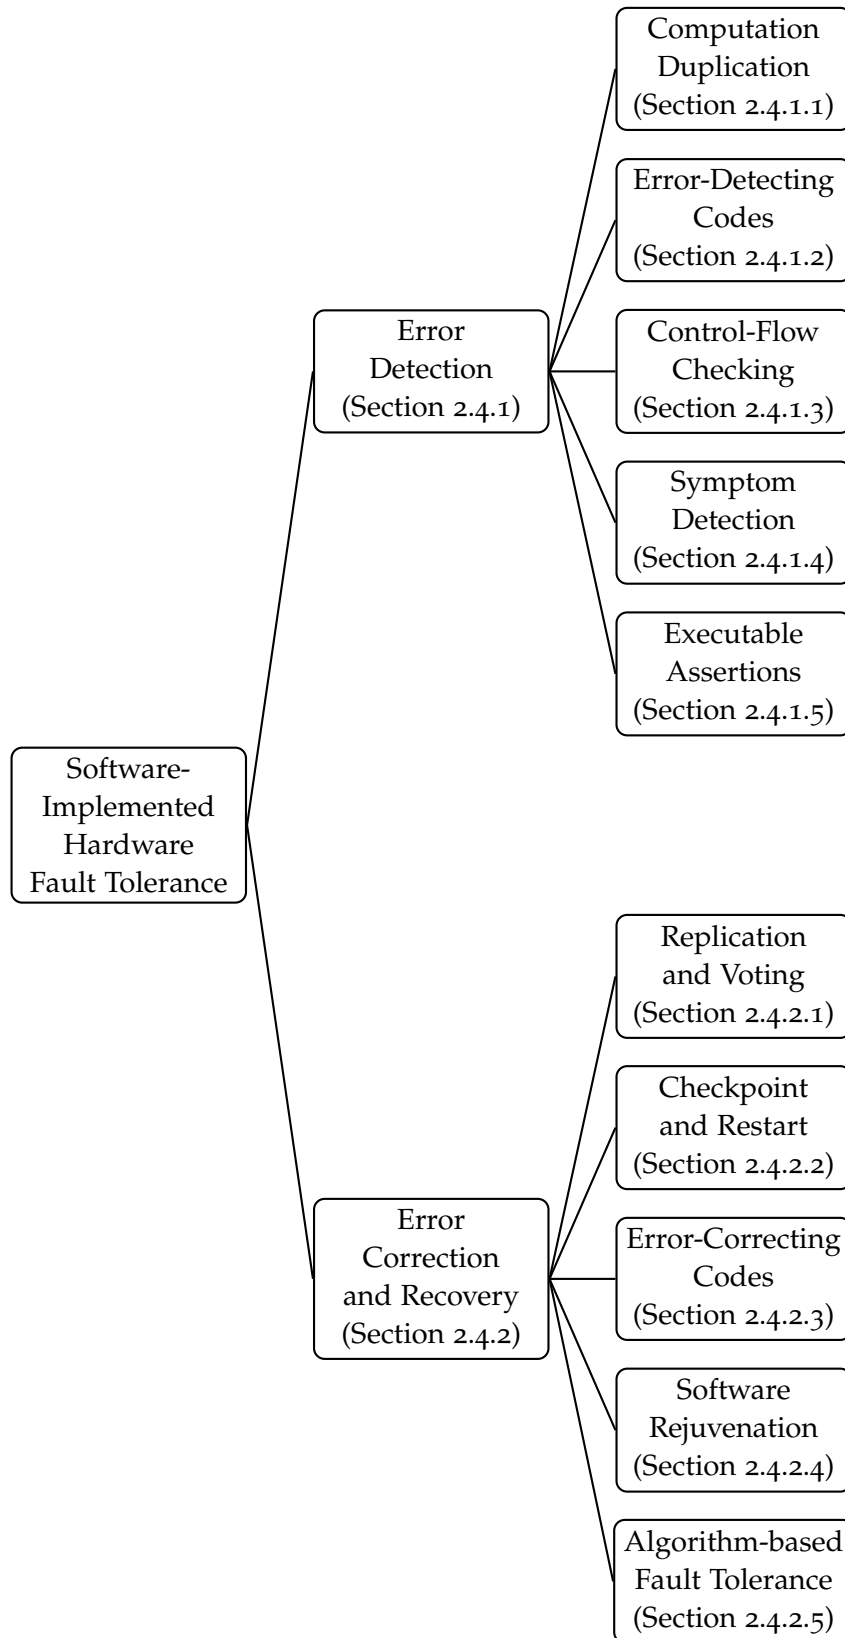 Computation
Duplication
(Section 2.4.1.1)
Error-Detecting
Codes
(Section 2.4.1.2)
Error
Detection
(Section 2.4.1)
Control-Flow
Checking
(Section 2.4.1.3)
Symptom
Detection
(Section 2.4.1.4)
Executable
Assertions
(Section 2.4.1.5)
Software-
Implemented
Hardware
Fault Tolerance
Replication
and Voting
(Section 2.4.2.1)
Checkpoint
and Restart
(Section 2.4.2.2)
Error
Correction
and Recovery
(Section 2.4.2)
Error-Correcting
Codes
(Section 2.4.2.3)
Software
Rejuvenation
(Section 2.4.2.4)
Algorithm-based
Fault Tolerance
(Section 2.4.2.5)